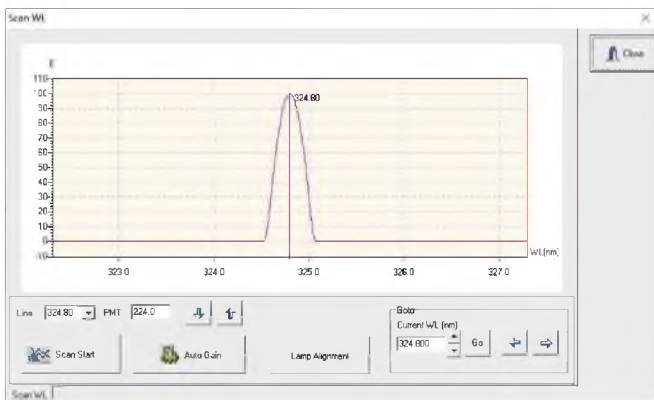 Scan WL
Close
E
110
100
324.80
90
80
70
60
50
40
30
20
10
0
-10
WL(nm)
323.0 324.0 325.0 326.0 327.0
Line 324.80 PMT 224.0
Goto
Current WL (nm)
324.800 Go
Scan Start Auto Gain Lamp Alignment
Scan WL